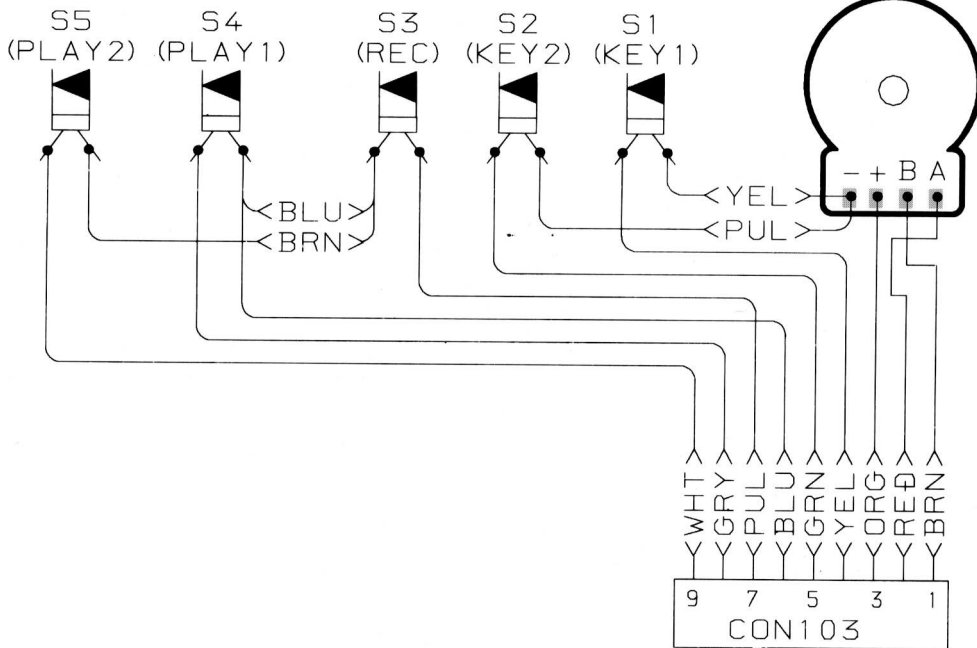 S5 S4 S3 S2 S1
(PLAY2) (PLAY1) (REC) (KEY2) (KEY1)
- + B A
YEL
BLU
PUL
BRN
WHT GRY PUL BLU GRN YEL ORG RED BRN
9 7 5 3 1
CON103